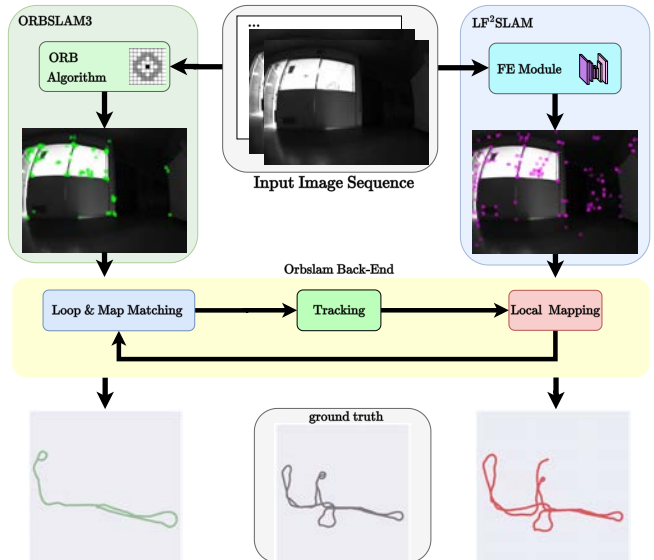 ORBSLAM3
...
LF²SLAM
ORB
Algorithm
FE Module
Input Image Sequence
Orbslam Back-End
Loop & Map Matching
Tracking
Local Mapping
ground truth